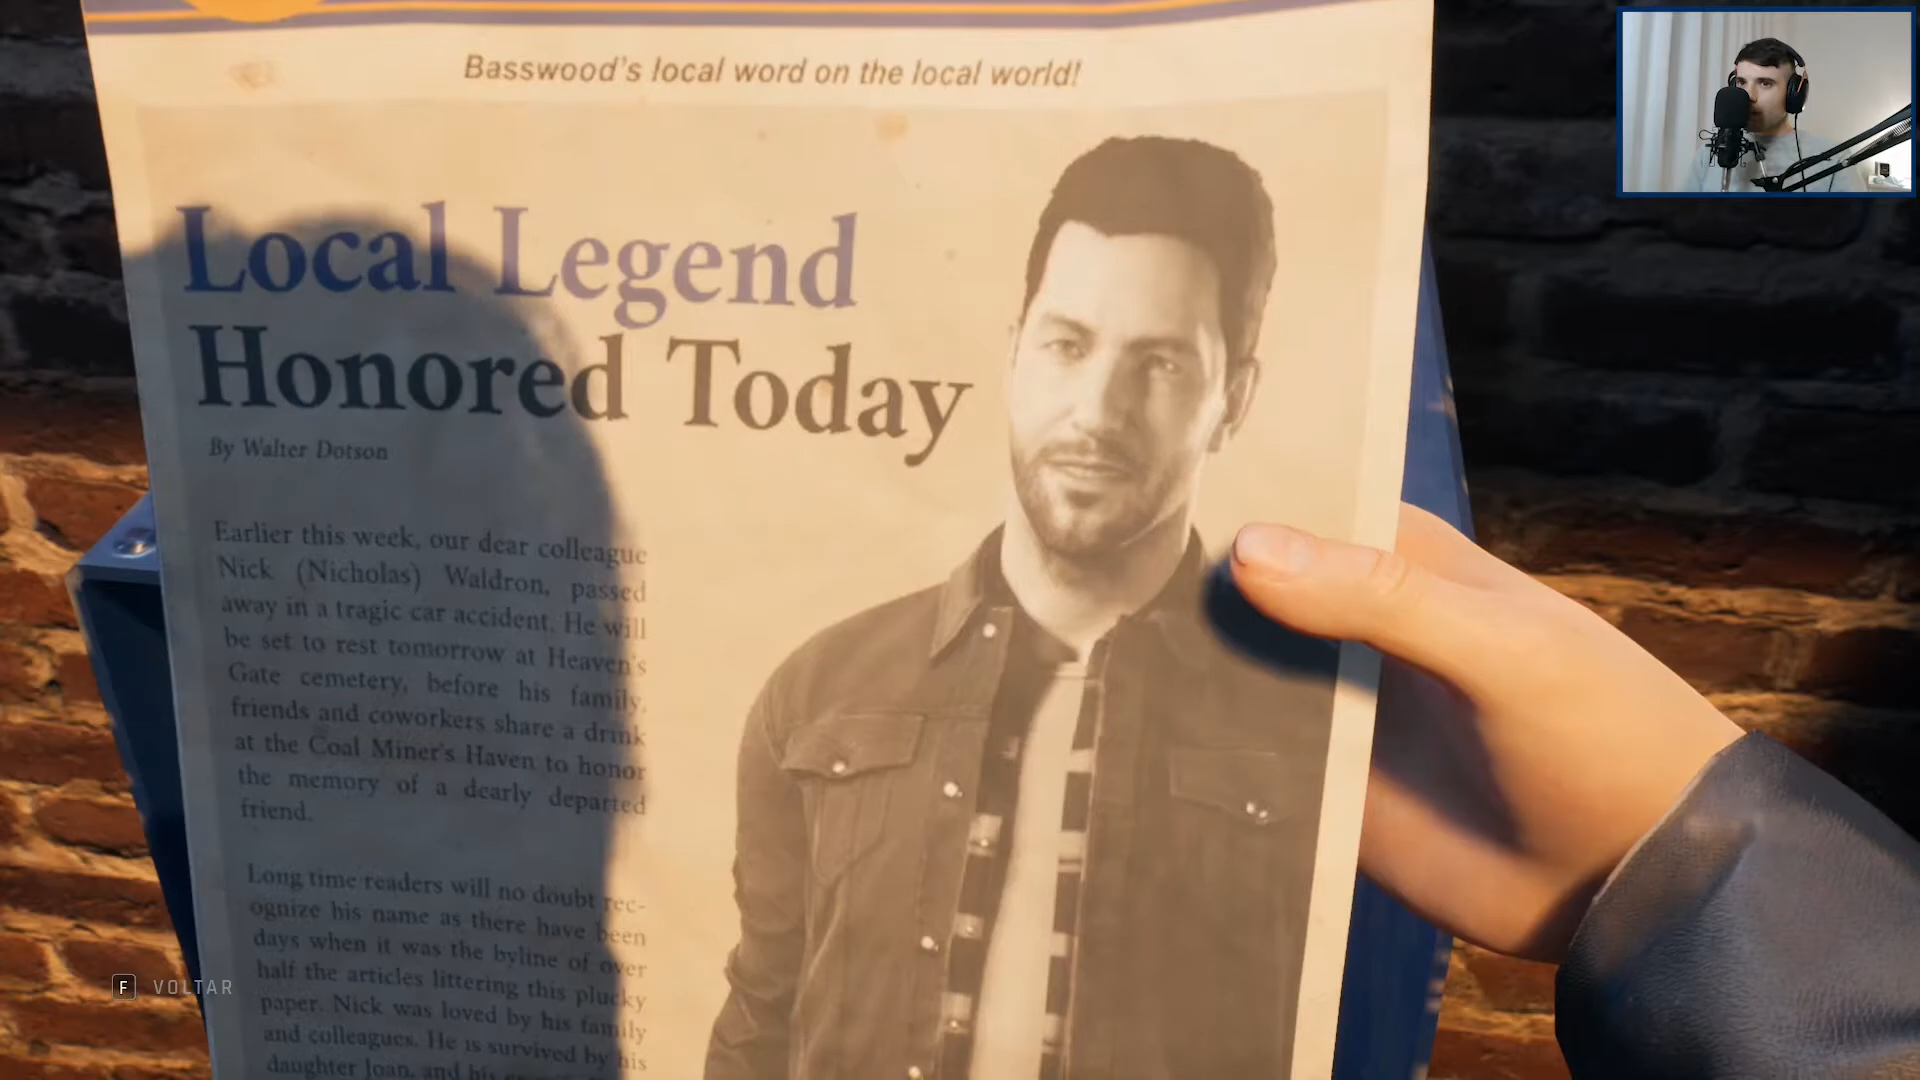 Basswood's local word on the local world!
Local Legend
Honored Today
By Walter Dotson
Earlier this week, our dear colleague
Nick (Nicholas) Waldron, passed
away in a tragic car accident. He will
be set to rest tomorrow at Heaven's
Gate cemetery, before his family,
friends and coworkers share a drink
at the Coal Miner's Haven to honor
the memory of a dearly departed
friend.
Long time readers will no doubt rec-
ognize his name as there have been
days when it was the byline of over
half the articles littering this plucky
paper. Nick was loved by his family
and colleagues. He is survived by his
daughter Joan, and his
F VOLTAR